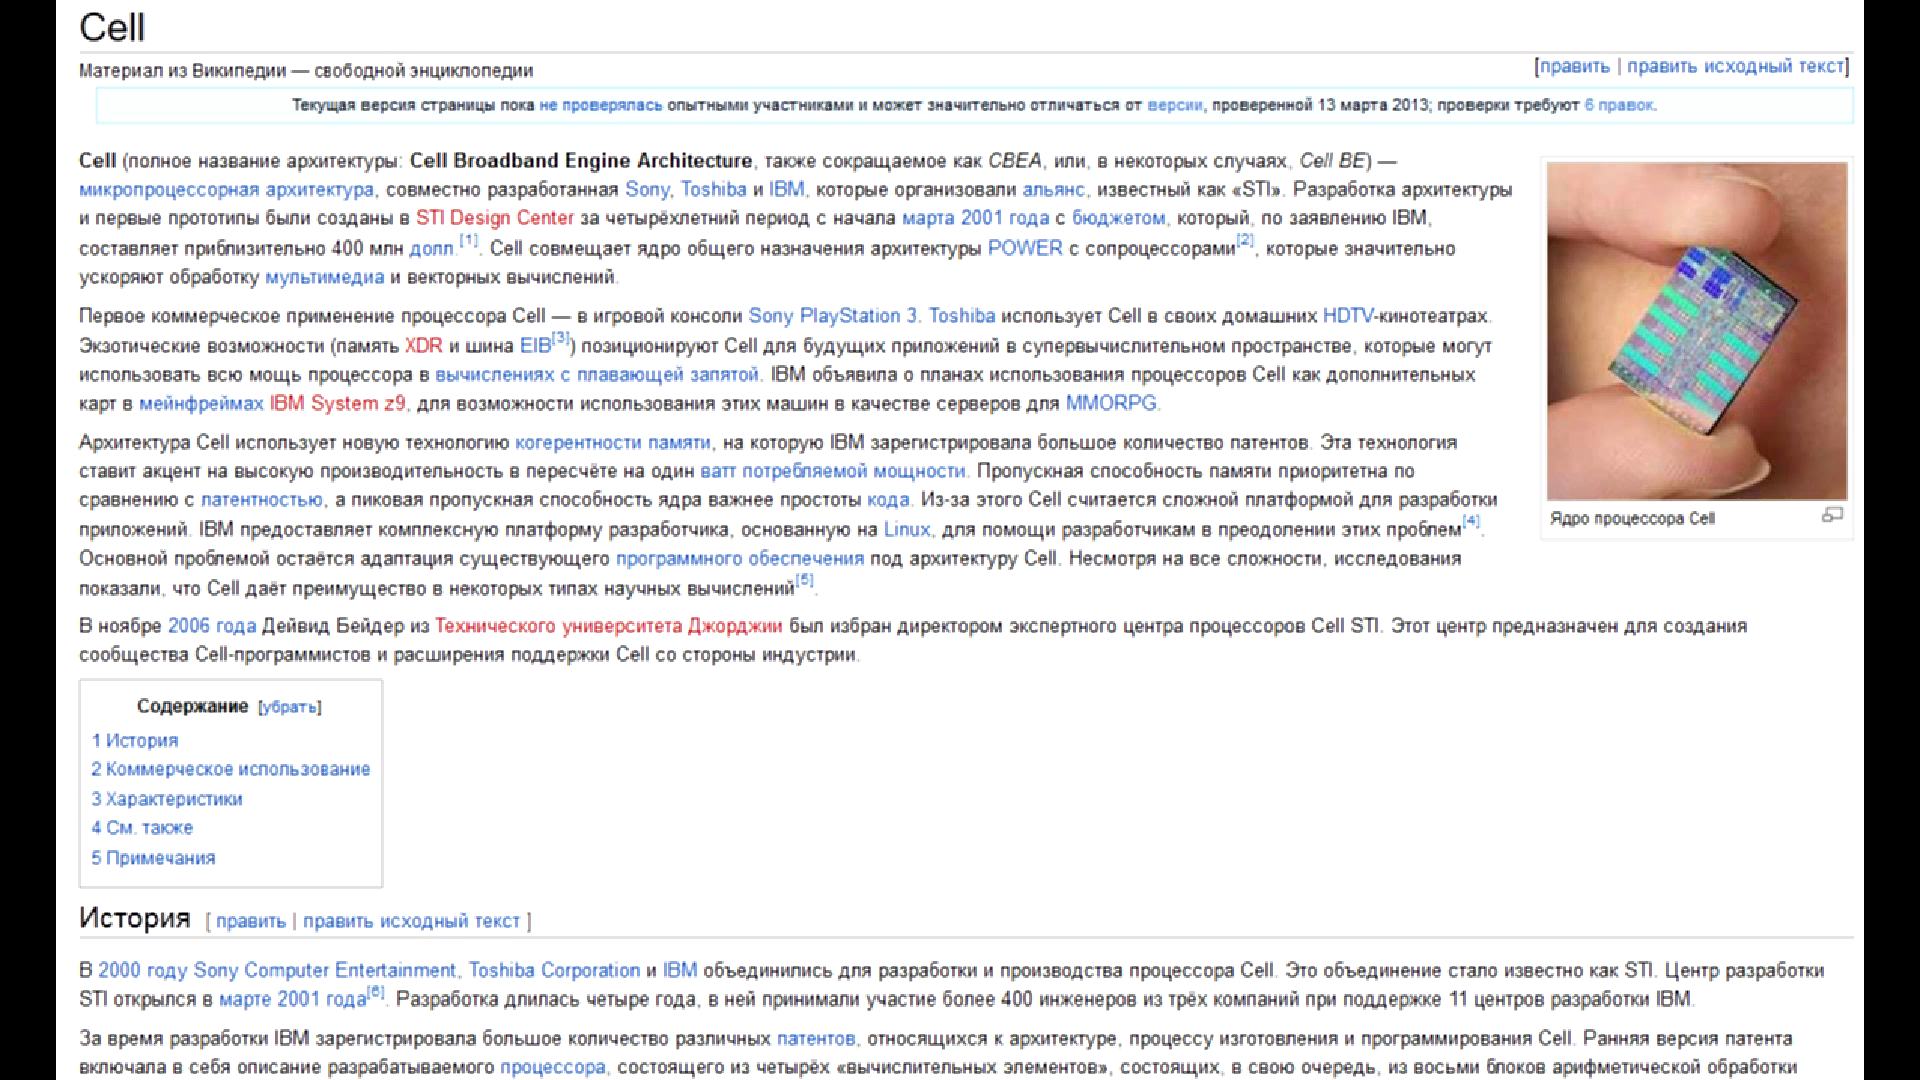 Cell
Материал из Википедии — свободной энциклопедии
[править | править исходный текст]
Текущая версия страницы пока не проверялась опытными участниками и может значительно отличаться от версии, проверенной 13 марта 2013; проверки требуют 6 правок.
Cell (полное название архитектуры: Cell Broadband Engine Architecture, также сокращаемое как CBEA, или, в некоторых случаях, Cell BE) —
микропроцессорная архитектура, совместно разработанная Sony, Toshiba и IBM, которые организовали альянс, известный как «STI». Разработка архитектуры
и первые прототипы были созданы в STI Design Center за четырёхлетний период с начала марта 2001 года с бюджетом, который, по заявлению IBM,
составляет приблизительно 400 млн долл.[1]. Cell совмещает ядро общего назначения архитектуры POWER с сопроцессорами[2], которые значительно
ускоряют обработку мультимедиа и векторных вычислений.
Первое коммерческое применение процессора Cell — в игровой консоли Sony PlayStation 3. Toshiba использует Cell в своих домашних HDTV-кинотеатрах.
Экзотические возможности (память XDR и шина EIB[3]) позиционируют Cell для будущих приложений в супервычислительном пространстве, которые могут
использовать всю мощь процессора в вычислениях с плавающей запятой. IBM объявила о планах использования процессоров Cell как дополнительных
карт в мейнфреймах IBM System z9, для возможности использования этих машин в качестве серверов для MMORPG.
Архитектура Cell использует новую технологию когерентности памяти, на которую IBM зарегистрировала большое количество патентов. Эта технология
ставит акцент на высокую производительность в пересчёте на один ватт потребляемой мощности. Пропускная способность памяти приоритетна по
сравнению с патентностью, а пиковая пропускная способность ядра важнее простоты кода. Из-за этого Cell считается сложной платформой для разработки
приложений. IBM предоставляет комплексную платформу разработчика, основанную на Linux, для помощи разработчикам в преодолении этих проблем[4].
Основной проблемой остаётся адаптация существующего программного обеспечения под архитектуру Cell. Несмотря на все сложности, исследования
показали, что Cell даёт преимущество в некоторых типах научных вычислений[5].
Ядро процессора Cell
В ноябре 2006 года Дейвид Бейдер из Технического университета Джорджии был избран директором экспертного центра процессоров Cell STI. Этот центр предназначен для создания
сообщества Cell-программистов и расширения поддержки Cell со стороны индустрии.
Содержание [убрать]
1 История
2 Коммерческое использование
3 Характеристики
4 См. также
5 Примечания
История [ править | править исходный текст ]
В 2000 году Sony Computer Entertainment, Toshiba Corporation и IBM объединились для разработки и производства процессора Cell. Это объединение стало известно как STI. Центр разработки
STI открылся в марте 2001 года[6]. Разработка длилась четыре года, в ней принимали участие более 400 инженеров из трёх компаний при поддержке 11 центров разработки IBM.
За время разработки IBM зарегистрировала большое количество различных патентов, относящихся к архитектуре, процессу изготовления и программирования Cell. Ранняя версия патента
включала в себя описание разрабатываемого процессора, состоящего из четырёх «вычислительных элементов», состоящих, в свою очередь, из восьми блоков арифметической обработки